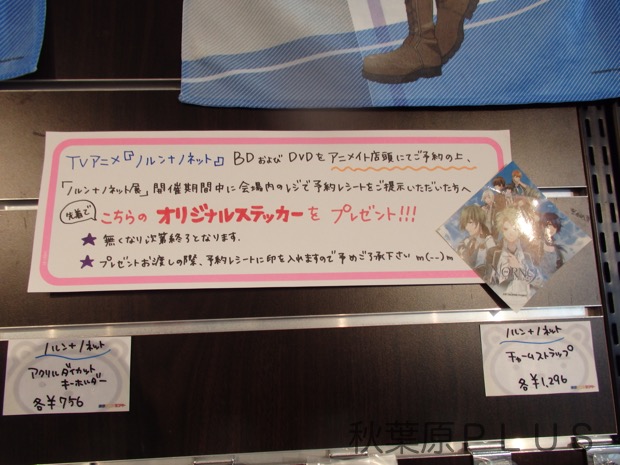 TVアニメ『ノルン+ノネット』 BDおよびDVDをアニメイト店頭にてご予約の上、
「ノルン+ノネット展」開催期間中に会場内のレジで予約レシートをご提示いただいた方へ
先着で こちらの オリジナルステッカーを プレゼント!!!
★ 無くなり次第終了となります.
★ プレゼントお渡しの際、予約レシートに印を入れますので予めご了承下さい m(--)m
ノルン+ノネット
アクリルダイカット
キーホルダー
各¥756
ノルン+ノネット
チャームストラップ
各¥1,296
秋葉原PLUS